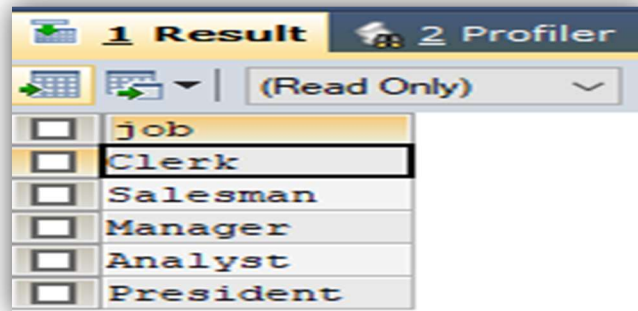 1 Result 2 Profiler
(Read Only)
job
Clerk
Salesman
Manager
Analyst
President